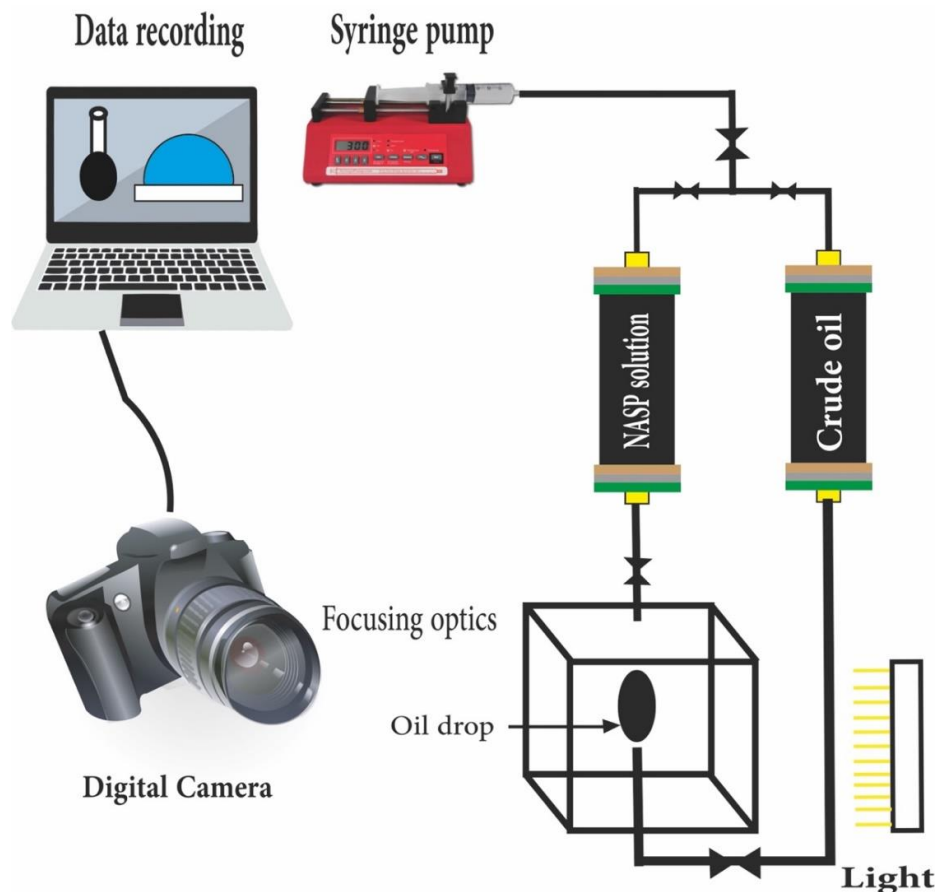 Data recording
Syringe pump
300
NASP solution
Crude oil
Focusing optics
Oil drop
Digital Camera
Light